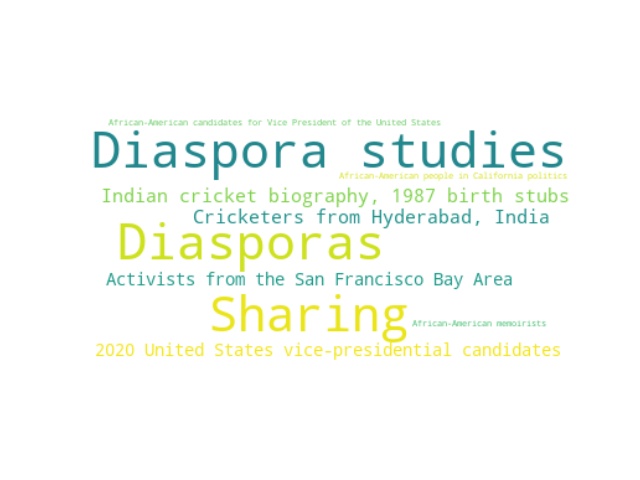 African-American candidates for Vice President of the United States
Diaspora studies
African-American people in California politics
Indian cricket biography, 1987 birth stubs
Cricketers from Hyderabad, India
Diasporas
Activists from the San Francisco Bay Area
Sharing
African-American memoirists
2020 United States vice-presidential candidates